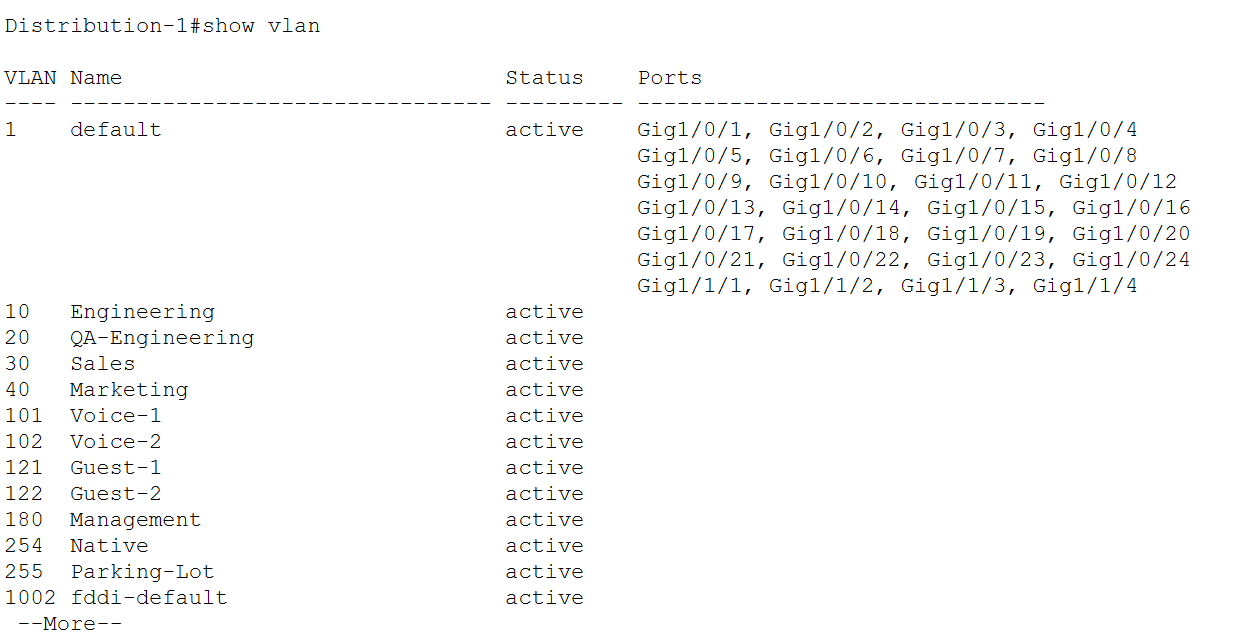 Distribution-1#show vlan
VLAN Name                             Status    Ports
---- -------------------------------- --------- -------------------------------
1    default                          active    Gig1/0/1, Gig1/0/2, Gig1/0/3, Gig1/0/4
                                                Gig1/0/5, Gig1/0/6, Gig1/0/7, Gig1/0/8
                                                Gig1/0/9, Gig1/0/10, Gig1/0/11, Gig1/0/12
                                                Gig1/0/13, Gig1/0/14, Gig1/0/15, Gig1/0/16
                                                Gig1/0/17, Gig1/0/18, Gig1/0/19, Gig1/0/20
                                                Gig1/0/21, Gig1/0/22, Gig1/0/23, Gig1/0/24
                                                Gig1/1/1, Gig1/1/2, Gig1/1/3, Gig1/1/4
10   Engineering                      active
20   QA-Engineering                   active
30   Sales                            active
40   Marketing                        active
101  Voice-1                          active
102  Voice-2                          active
121  Guest-1                          active
122  Guest-2                          active
180  Management                       active
254  Native                           active
255  Parking-Lot                      active
1002 fddi-default                     active
 --More--